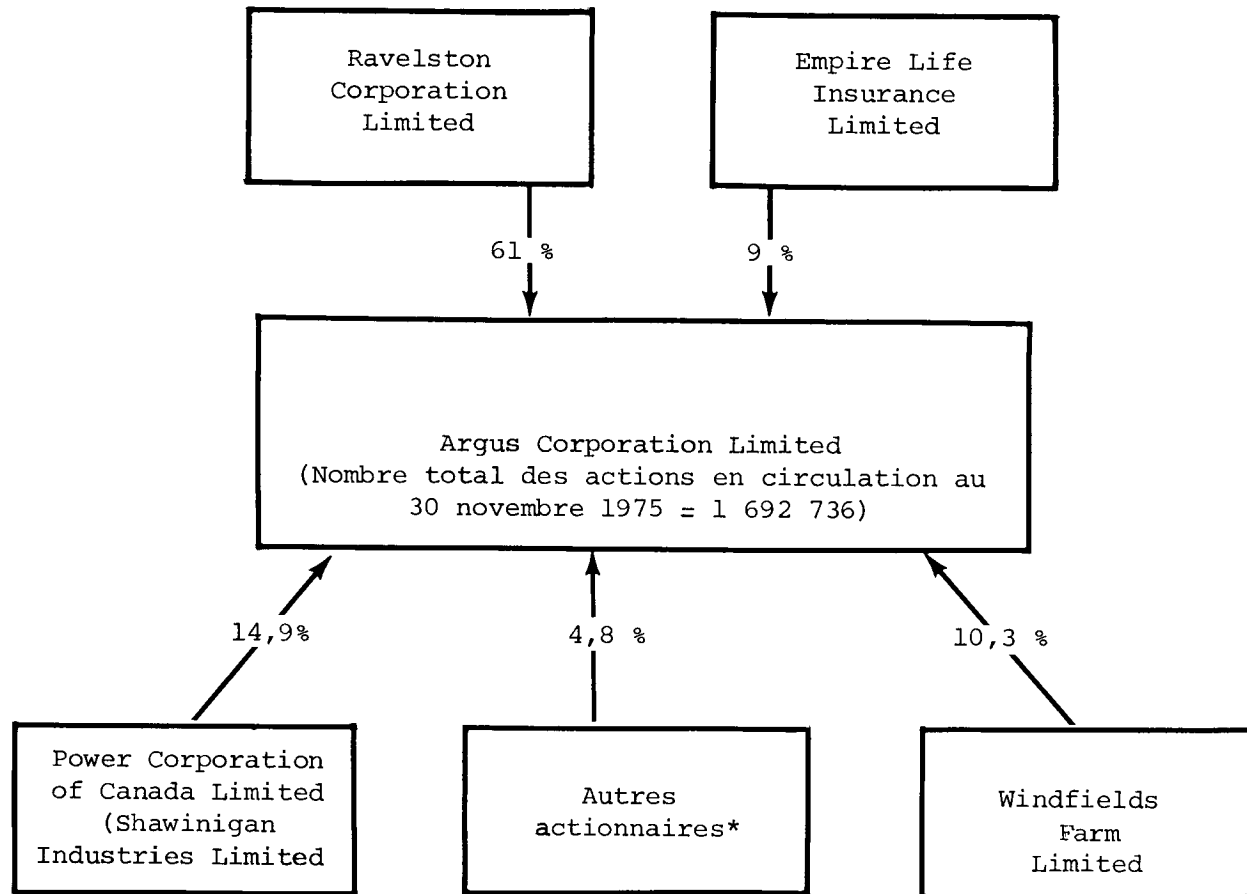 Ravelston
Corporation
Limited
Empire Life
Insurance
Limited
61 %
9 %
Argus Corporation Limited
(Nombre total des actions en circulation au
30 novembre 1975 = 1 692 736)
14,9%
4,8 %
10,3 %
Power Corporation
of Canada Limited
(Shawinigan
Industries Limited
Autres
actionnaires*
Windfields
Farm
Limited